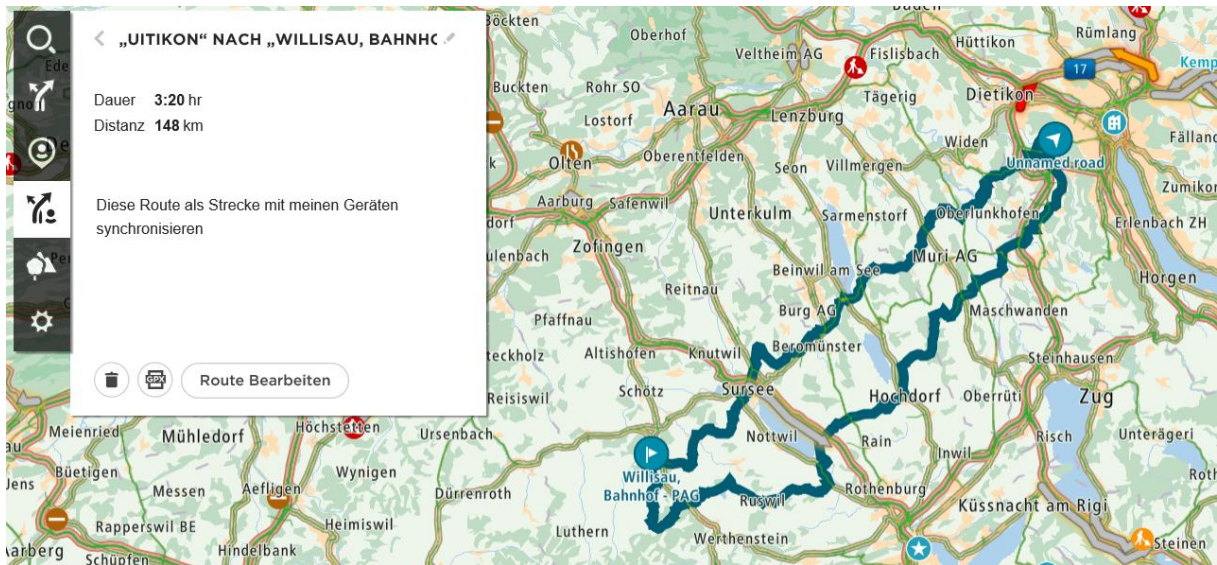 „UITIKON“ NACH „WILLISAU, BAHNHO
Dauer 3:20 hr
Distanz 148 km
Diese Route als Strecke mit meinen Geräten
synchronisieren
GPX
Route Bearbeiten
Böckten
Oberhof
Veltheim AG
Fislisbach
Hüttikon
Rümlang
17
Kemp
Buckten
Rohr SO
Aarau
Tägerig
Dietikon
Lostorf
Lenzburg
Olten
Oberentfelden
Widen
Fälland
Seon
Villmergen
Unnamed road
Zumikon
Aarburg
Safenwil
Unterkulm
Sarmenstorf
Oberlunkhofen
Erlenbach ZH
Zofingen
Muri AG
Beinwil am See
Horgen
Reitnau
Burg AG
Maschwanden
Pfaffnau
Altishofen
Knutwil
Beromünster
Steinhausen
Schötz
Sursee
Hochdorf
Oberrüti
Zug
Reisiswil
Meienried
Mühledorf
Höchstetten
Ursenbach
Nottwil
Rain
Risch
Unterägeri
Büetigen
Wynigen
Willisau,
Bahnhof - PAG
Inwil
Messen
Aefligen
Dürrenroth
Ruswil
Rothenburg
Küssnacht am Rigi
Rapperswil BE
Heimiswil
Luthern
Werthenstein
Steinen
Schüpfen
Hindelbank